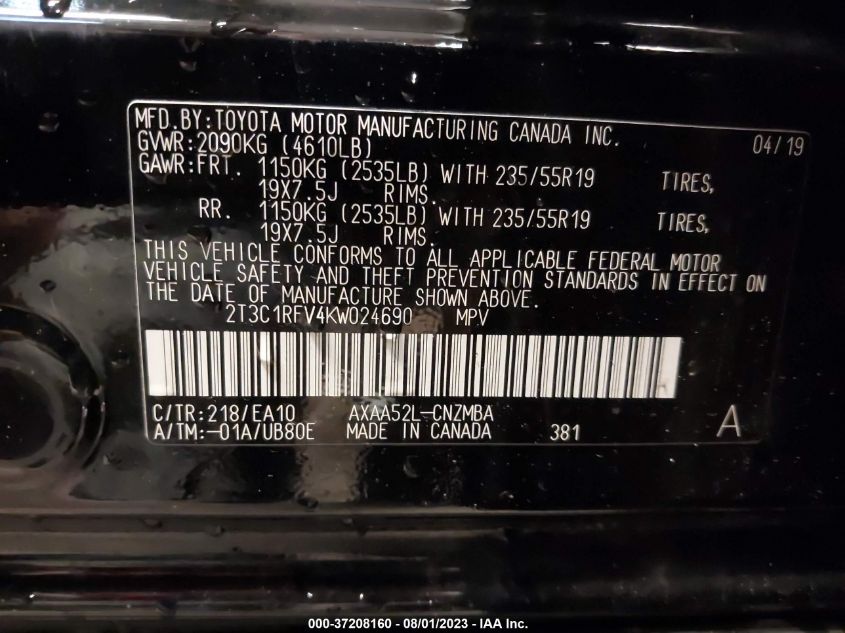 MFD.BY:TOYOTA MOTOR MANUFACTURING CANADA INC. 04/19
GVWR:2090KG (4610LB)
GAWR:FRT. 1150KG (2535LB) WITH 235/55R19 TIRES,
19X7.5J RIMS.
RR. 1150KG (2535LB) WITH 235/55R19 TIRES,
19X7.5J RIMS.
THIS VEHICLE CONFORMS TO ALL APPLICABLE FEDERAL MOTOR
VEHICLE SAFETY AND THEFT PREVENTION STANDARDS IN EFFECT ON
THE DATE OF MANUFACTURE SHOWN ABOVE.
2T3C1RFV4KW024690 MPV
C/TR:218/EA10 AXAA52L-CNZMBA
A/TM:-01A/UB80E MADE IN CANADA 381 A
000-37208160 - 08/01/2023 - IAA Inc.